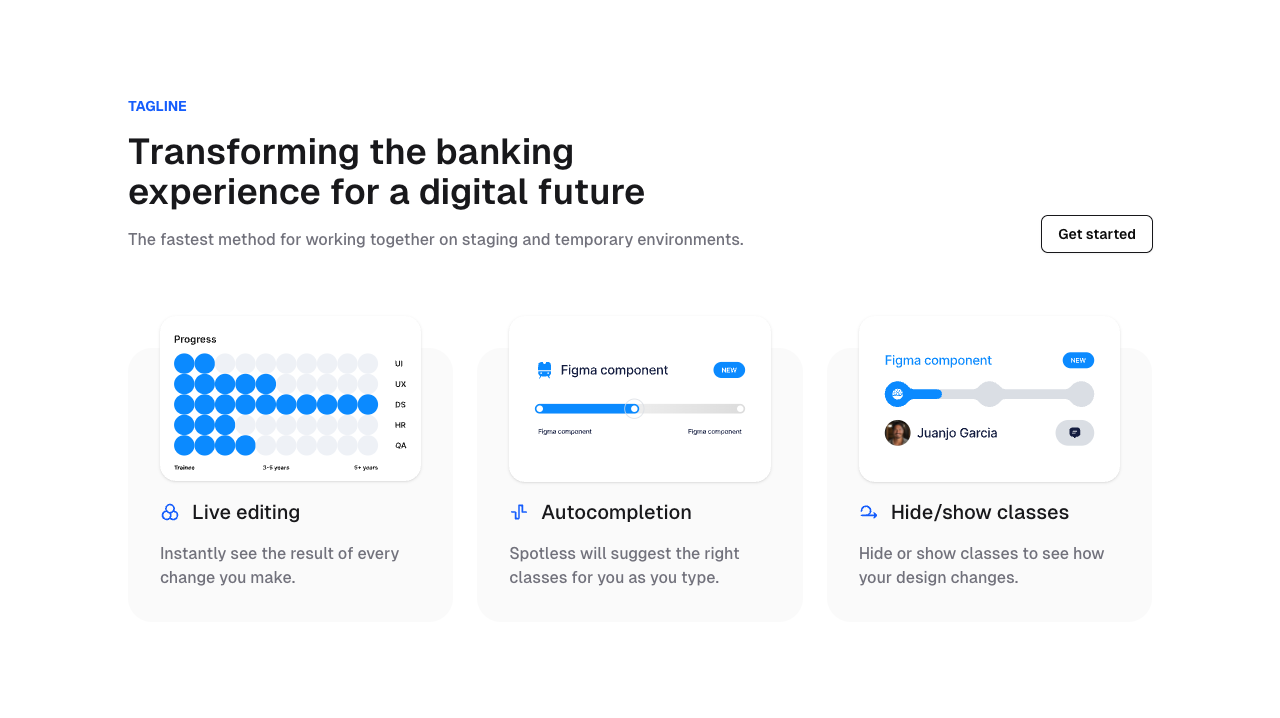 TAGLINE
Transforming the banking
experience for a digital future
The fastest method for working together on staging and temporary environments.
Get started
Progress
UI
UX
DS
HR
QA
Trainee
3-5 years
5+ years
Live editing
Instantly see the result of every
change you make.
Figma component
NEW
Figma component
Figma component
Autocompletion
Spotless will suggest the right
classes for you as you type.
Figma component
NEW
Juanjo Garcia
Hide/show classes
Hide or show classes to see how
your design changes.